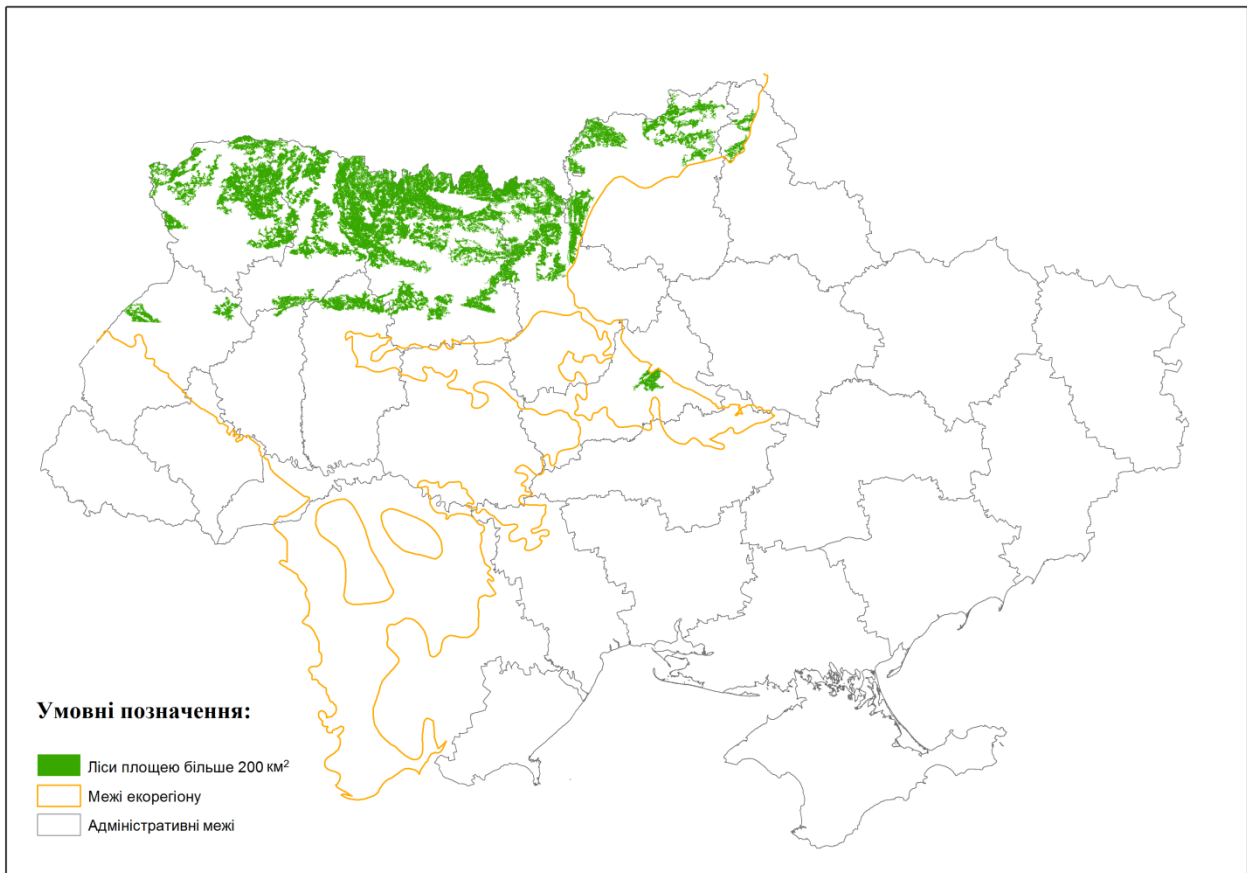 Умовні позначення:
Ліси площею більше 200 км²
Межі екорегіону
Адміністративні межі